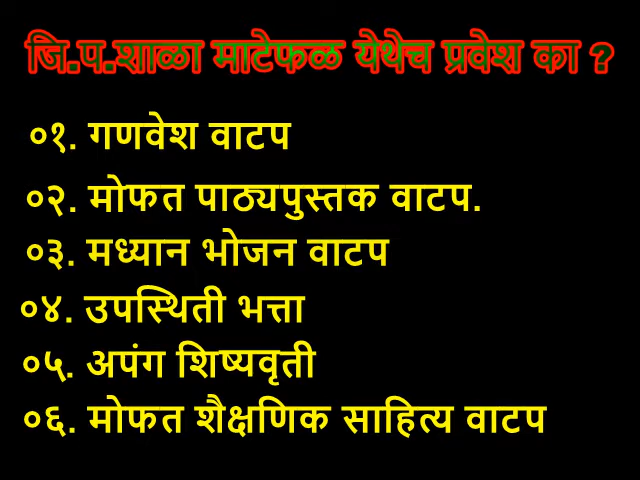 जि.प.शाळा माटेफळ येथेच प्रवेश का ?
०१. गणवेश वाटप
०२. मोफत पाठ्यपुस्तक वाटप.
०३. मध्यान भोजन वाटप
०४. उपस्थिती भत्ता
०५. अपंग शिष्यवृती
०६. मोफत शैक्षणिक साहित्य वाटप